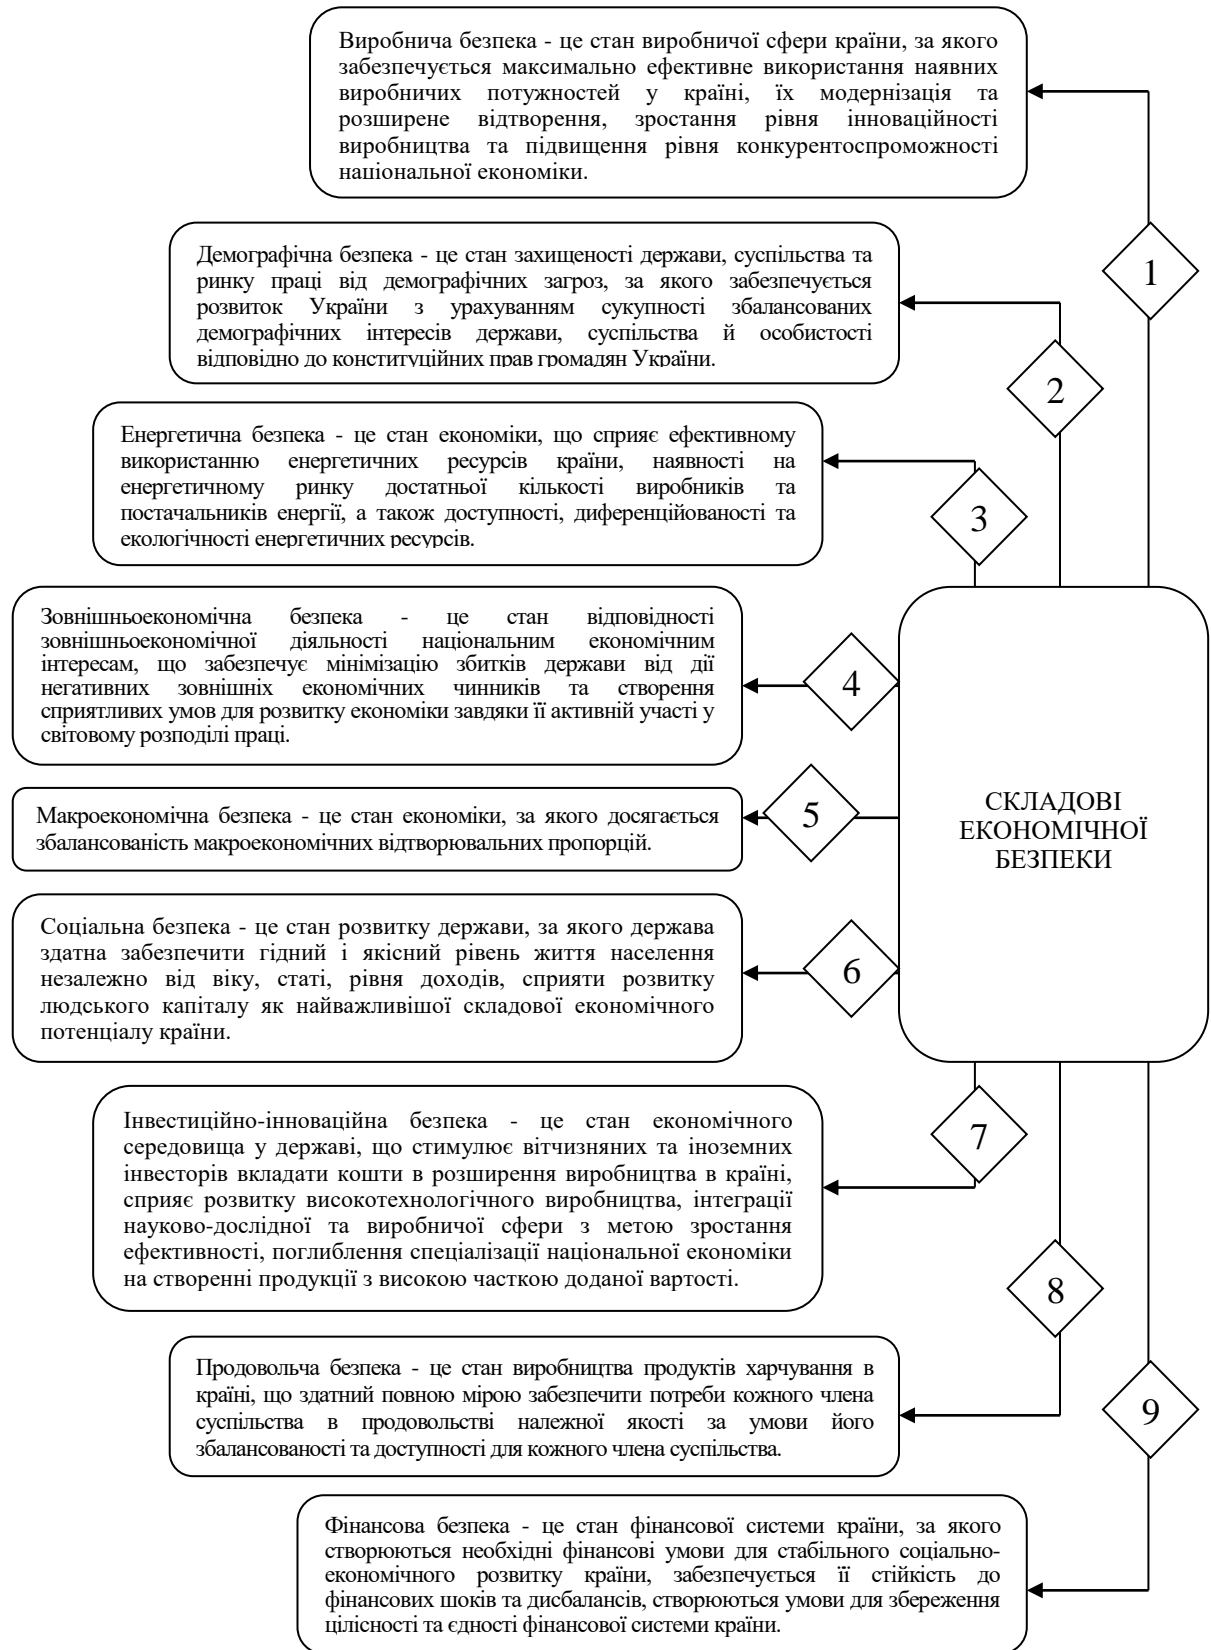 Виробнича безпека - це стан виробничої сфери країни, за якого
забезпечується максимально ефективне використання наявних
виробничих потужностей у країні, їх модернізація та
розширене відтворення, зростання рівня інноваційності
виробництва та підвищення рівня конкурентоспроможності
національної економіки.
1
Демографічна безпека - це стан захищеності держави, суспільства та
ринку праці від демографічних загроз, за якого забезпечується
розвиток України з урахуванням сукупності збалансованих
демографічних інтересів держави, суспільства й особистості
відповідно до конституційних прав громадян України.
2
Енергетична безпека - це стан економіки, що сприяє ефективному
використанню енергетичних ресурсів країни, наявності на
енергетичному ринку достатньої кількості виробників та
постачальників енергії, а також доступності, диференційованості та
екологічності енергетичних ресурсів.
3
Зовнішньоекономічна безпека - це стан відповідності
зовнішньоекономічної діяльності національним економічним
інтересам, що забезпечує мінімізацію збитків держави від дії
негативних зовнішніх економічних чинників та створення
сприятливих умов для розвитку економіки завдяки її активній участі у
світовому розподілі праці.
4
Макроекономічна безпека - це стан економіки, за якого досягається
збалансованість макроекономічних відтворювальних пропорцій.
5
СКЛАДОВІ
ЕКОНОМІЧНОЇ
БЕЗПЕКИ
Соціальна безпека - це стан розвитку держави, за якого держава
здатна забезпечити гідний і якісний рівень життя населення
незалежно від віку, статі, рівня доходів, сприяти розвитку
людського капіталу як найважливішої складової економічного
потенціалу країни.
6
Інвестиційно-інноваційна безпека - це стан економічного
середовища у державі, що стимулює вітчизняних та іноземних
інвесторів вкладати кошти в розширення виробництва в країні,
сприяє розвитку високотехнологічного виробництва, інтеграції
науково-дослідної та виробничої сфери з метою зростання
ефективності, поглиблення спеціалізації національної економіки
на створенні продукції з високою часткою доданої вартості.
7
8
Продовольча безпека - це стан виробництва продуктів харчування в
країні, що здатний повною мірою забезпечити потреби кожного члена
суспільства в продовольстві належної якості за умови його
збалансованості та доступності для кожного члена суспільства.
9
Фінансова безпека - це стан фінансової системи країни, за якого
створюються необхідні фінансові умови для стабільного соціально-
економічного розвитку країни, забезпечується її стійкість до
фінансових шоків та дисбалансів, створюються умови для збереження
цілісності та єдності фінансової системи країни.